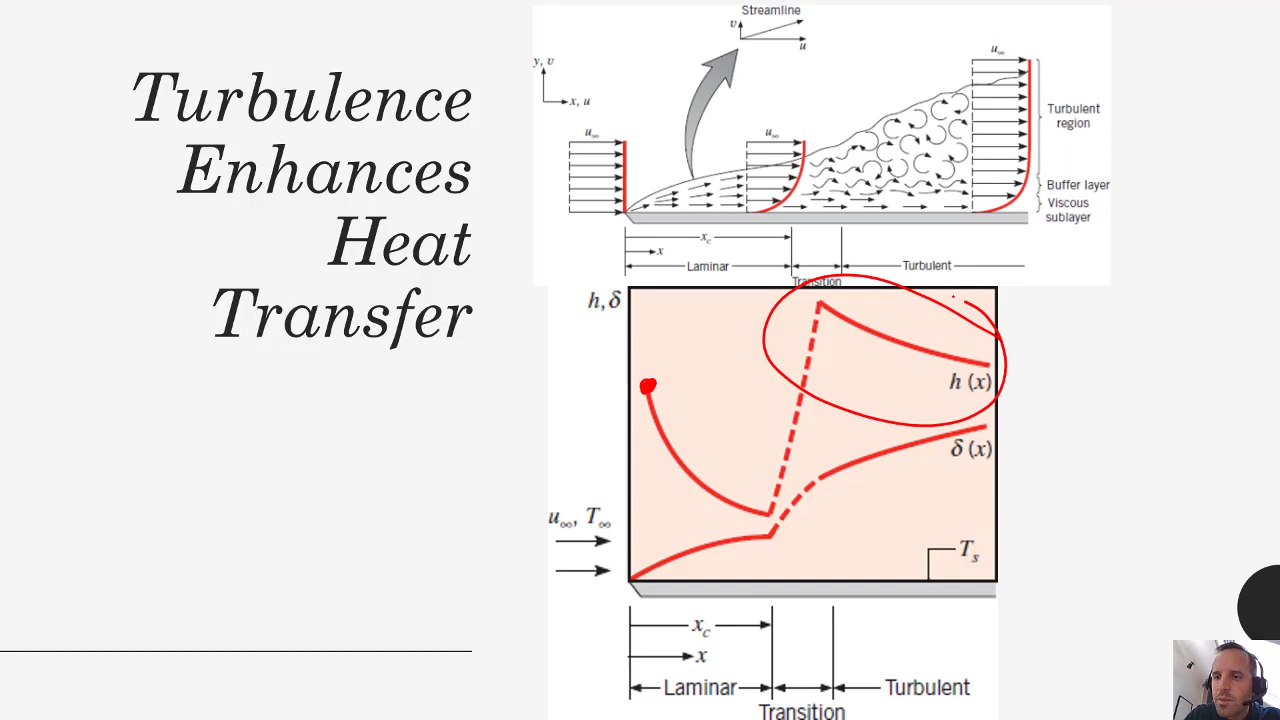 Turbulence
Enhances
Heat
Transfer
Streamline
v
u
y, v
x, u
u∞
u∞
u∞
Turbulent
region
Buffer layer
Viscous
sublayer
xc
x
Laminar
Transition
Turbulent
h, δ
h (x)
δ (x)
u∞, T∞
Ts
xc
x
Laminar
Transition
Turbulent